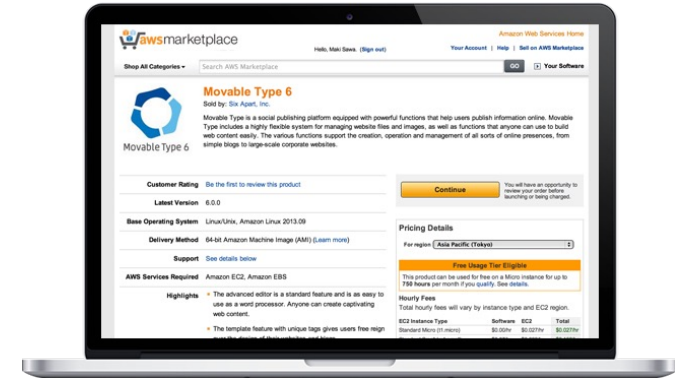 awsmarketplace
Amazon Web Services Home
Hello, Maki Sawa. (Sign out)
Your Account | Help | Sell on AWS Marketplace
Shop All Categories
Search AWS Marketplace
GO
Your Software
Movable Type 6
Sold by: Six Apart, Inc.
Movable Type is a social publishing platform equipped with powerful functions that help users publish information online. Movable
Type includes a highly flexible system for managing website files and images, as well as functions that anyone can use to build
web content easily. The various functions support the creation, operation and management of all sorts of online presences, from
simple blogs to large-scale corporate websites.
Movable Type 6
Customer Rating Be the first to review this product
Latest Version 6.0.0
Base Operating System Linux/Unix, Amazon Linux 2013.09
Delivery Method 64-bit Amazon Machine Image (AMI) (Learn more)
Support See details below
AWS Services Required Amazon EC2, Amazon EBS
Highlights • The advanced editor is a standard feature and is as easy to
use as a word processor. Anyone can create captivating
web content.
• The template feature with unique tags gives users free reign
over the design of their websites and blogs
Continue
You will have an opportunity to
review your order before
launching or being charged.
Pricing Details
For region Asia Pacific (Tokyo)
Free Usage Tier Eligible
This product can be used for free on a Micro instance for up to
750 hours per month if you qualify. See details.
Hourly Fees
Total hourly fees will vary by instance type and EC2 region.
EC2 Instance Type Software EC2 Total
Standard Micro (t1.micro) $0.00/hr $0.027/hr $0.027/hr